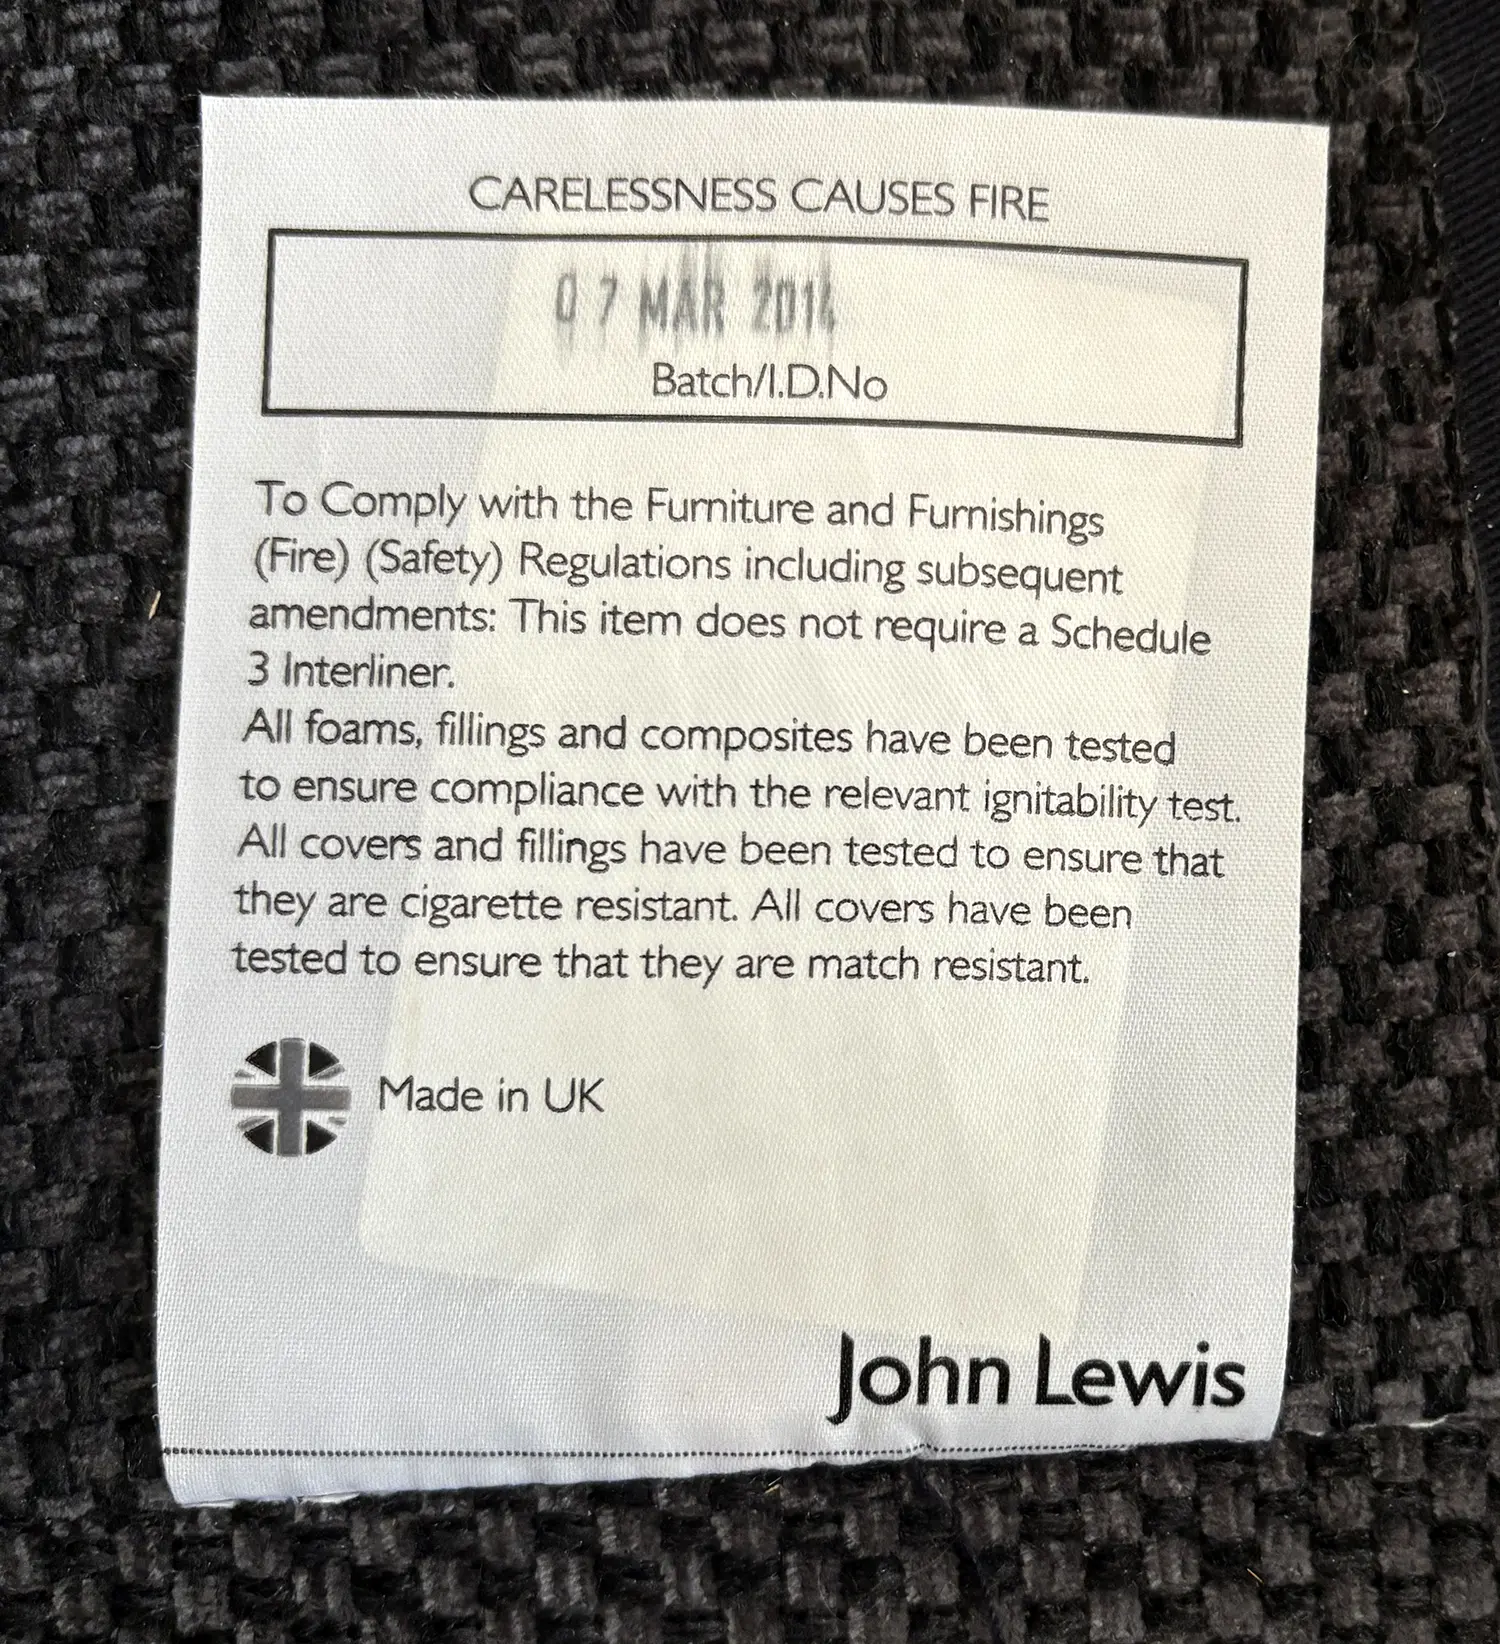 CARELESSNESS CAUSES FIRE
07 MAR 2014
Batch/I.D.No
To Comply with the Furniture and Furnishings
(Fire) (Safety) Regulations including subsequent
amendments: This item does not require a Schedule
3 Interliner.
All foams, fillings and composites have been tested
to ensure compliance with the relevant ignitability test.
All covers and fillings have been tested to ensure that
they are cigarette resistant. All covers have been
tested to ensure that they are match resistant.
Made in UK
John Lewis